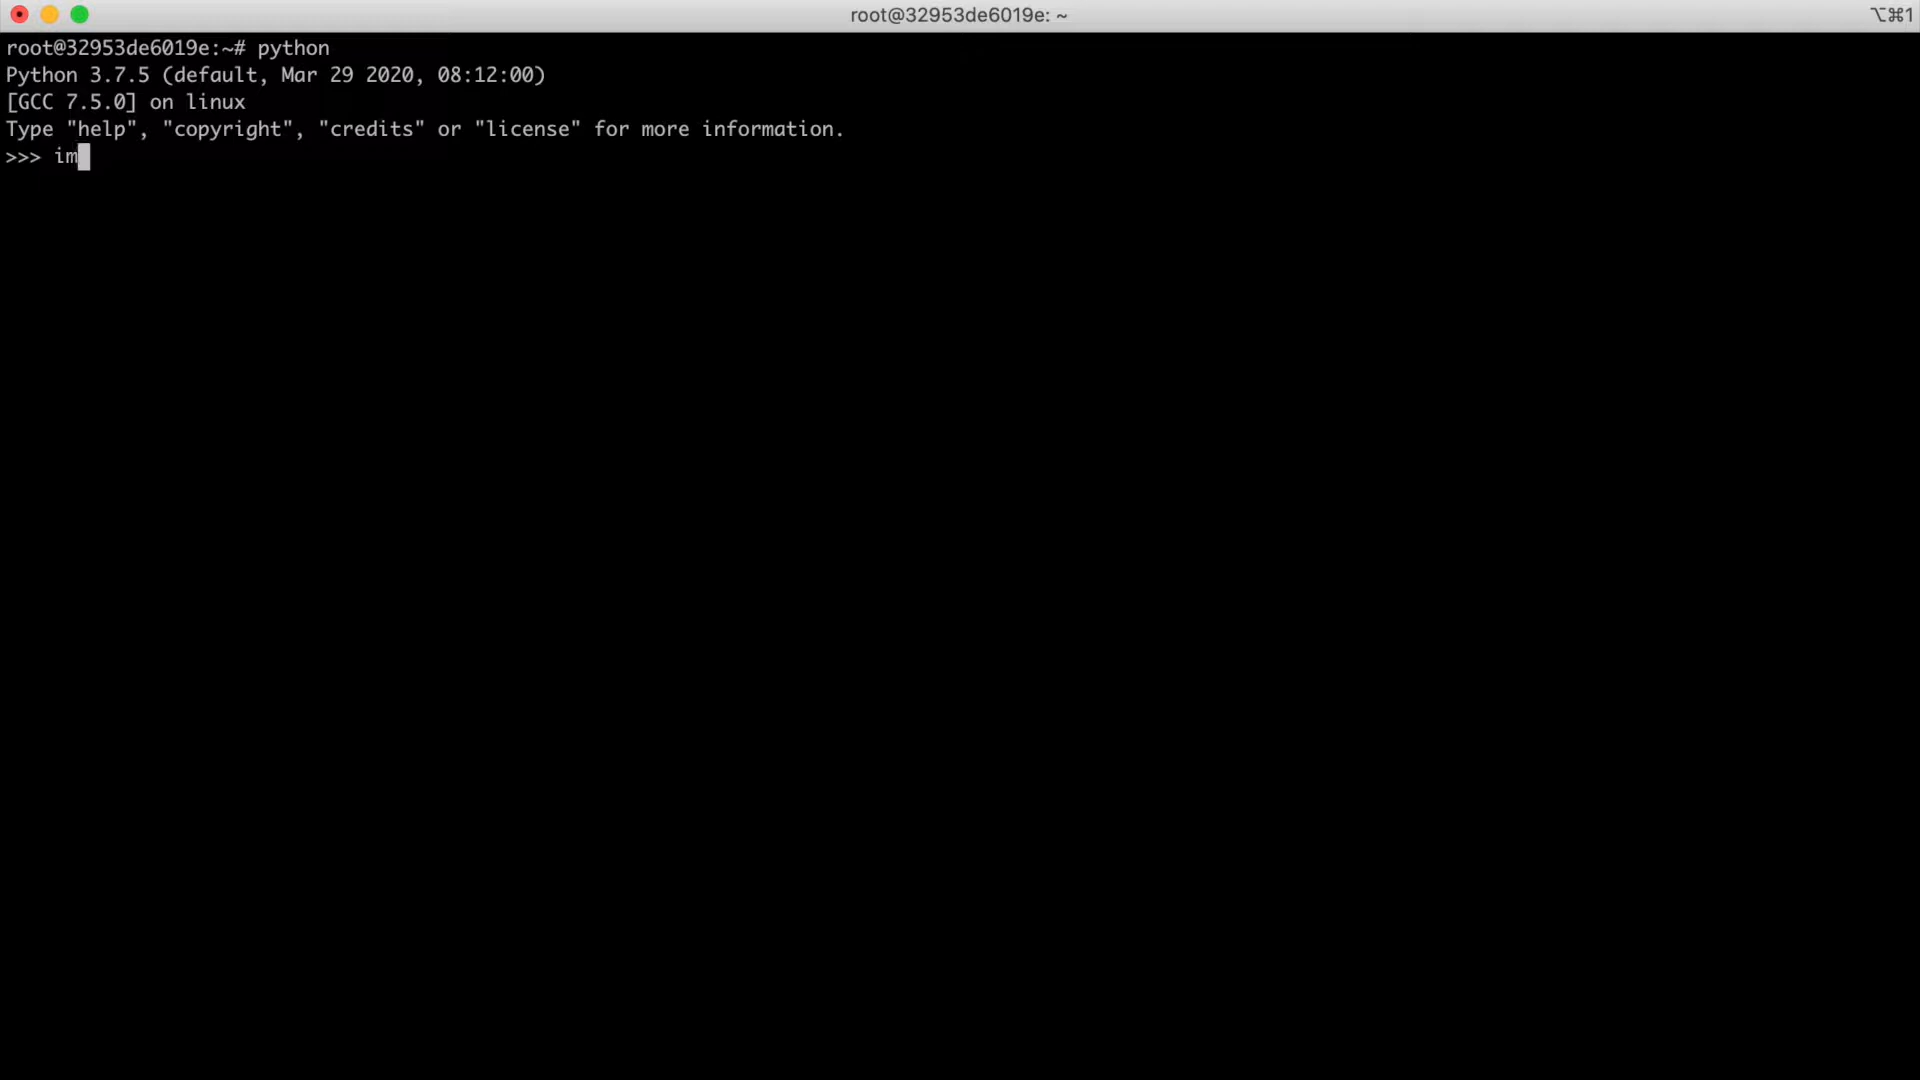 root@32953de6019e: ~
⌥⌘1
root@32953de6019e:~# python
Python 3.7.5 (default, Mar 29 2020, 08:12:00)
[GCC 7.5.0] on linux
Type "help", "copyright", "credits" or "license" for more information.
>>> im